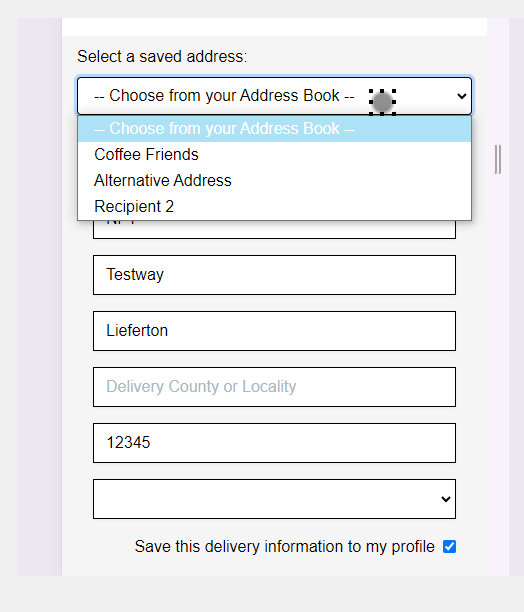 Select a saved address:
-- Choose from your Address Book --
-- Choose from your Address Book --
Coffee Friends
Alternative Address
Recipient 2
Testway
Lieferton
Delivery County or Locality
12345
Save this delivery information to my profile